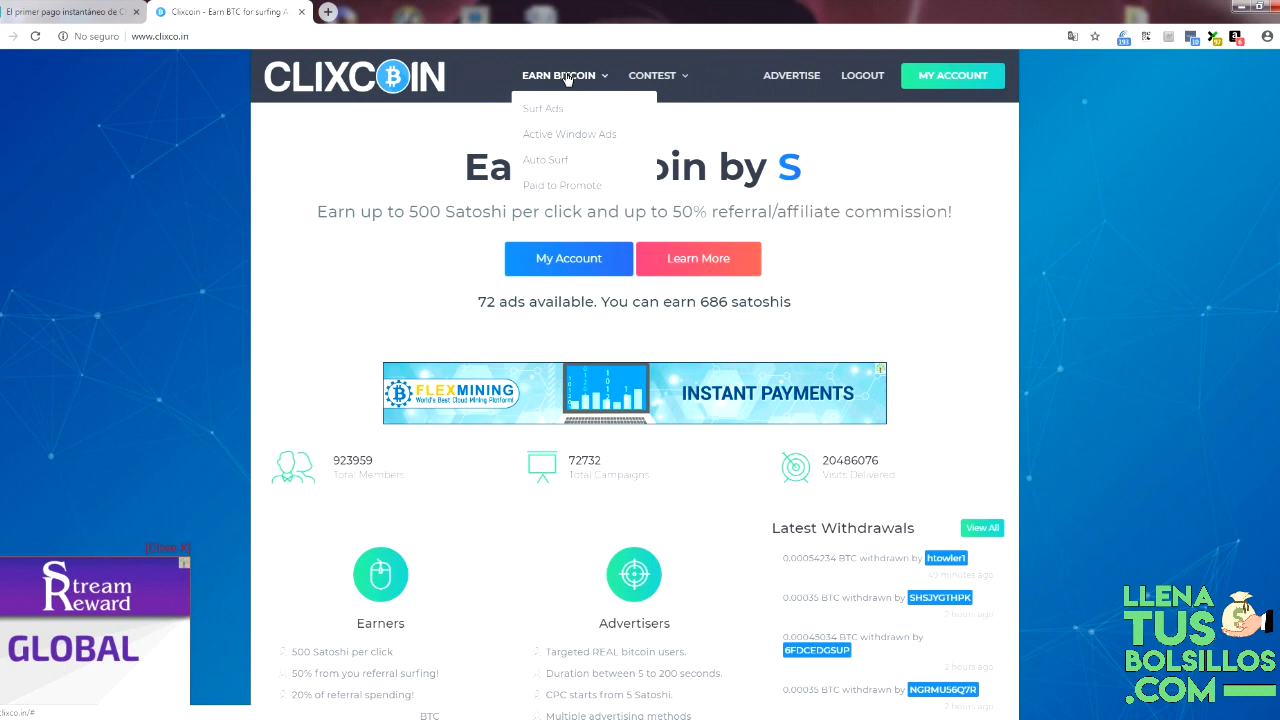 El primer pago instantáneo de C
Clixcoin - Earn BTC for surfing A
No seguro
www.clixco.in
193
10
97
6
CLIXCOIN
EARN BITCOIN
CONTEST
ADVERTISE
LOGOUT
MY ACCOUNT
Surf Ads
Active Window Ads
Auto Surf
Paid to Promote
Ea oin by S
Earn up to 500 Satoshi per click and up to 50% referral/affiliate commission!
My Account
Learn More
72 ads available. You can earn 686 satoshis
FLEXMINING
World's Best Cloud Mining Platform!
INSTANT PAYMENTS
923959
Total Members
72732
Total Campaigns
20486076
Visits Delivered
Latest Withdrawals
View All
0.00054234 BTC withdrawn by htowler1
49 minutes ago
0.00035 BTC withdrawn by SHSJYGTHPK
2 hours ago
0.00045034 BTC withdrawn by
6FDCEDGSUP
2 hours ago
0.00035 BTC withdrawn by NGRMU56Q7R
2 hours ago
Earners
500 Satoshi per click
50% from you referral surfing!
20% of referral spending!
BTC
Advertisers
Targeted REAL bitcoin users.
Duration between 5 to 200 seconds.
CPC starts from 5 Satoshi.
Multiple advertising methods
[Close X]
Stream
Reward
GLOBAL
LLENA
TUS
BOLSILLOS
.COM
clixco.in/#